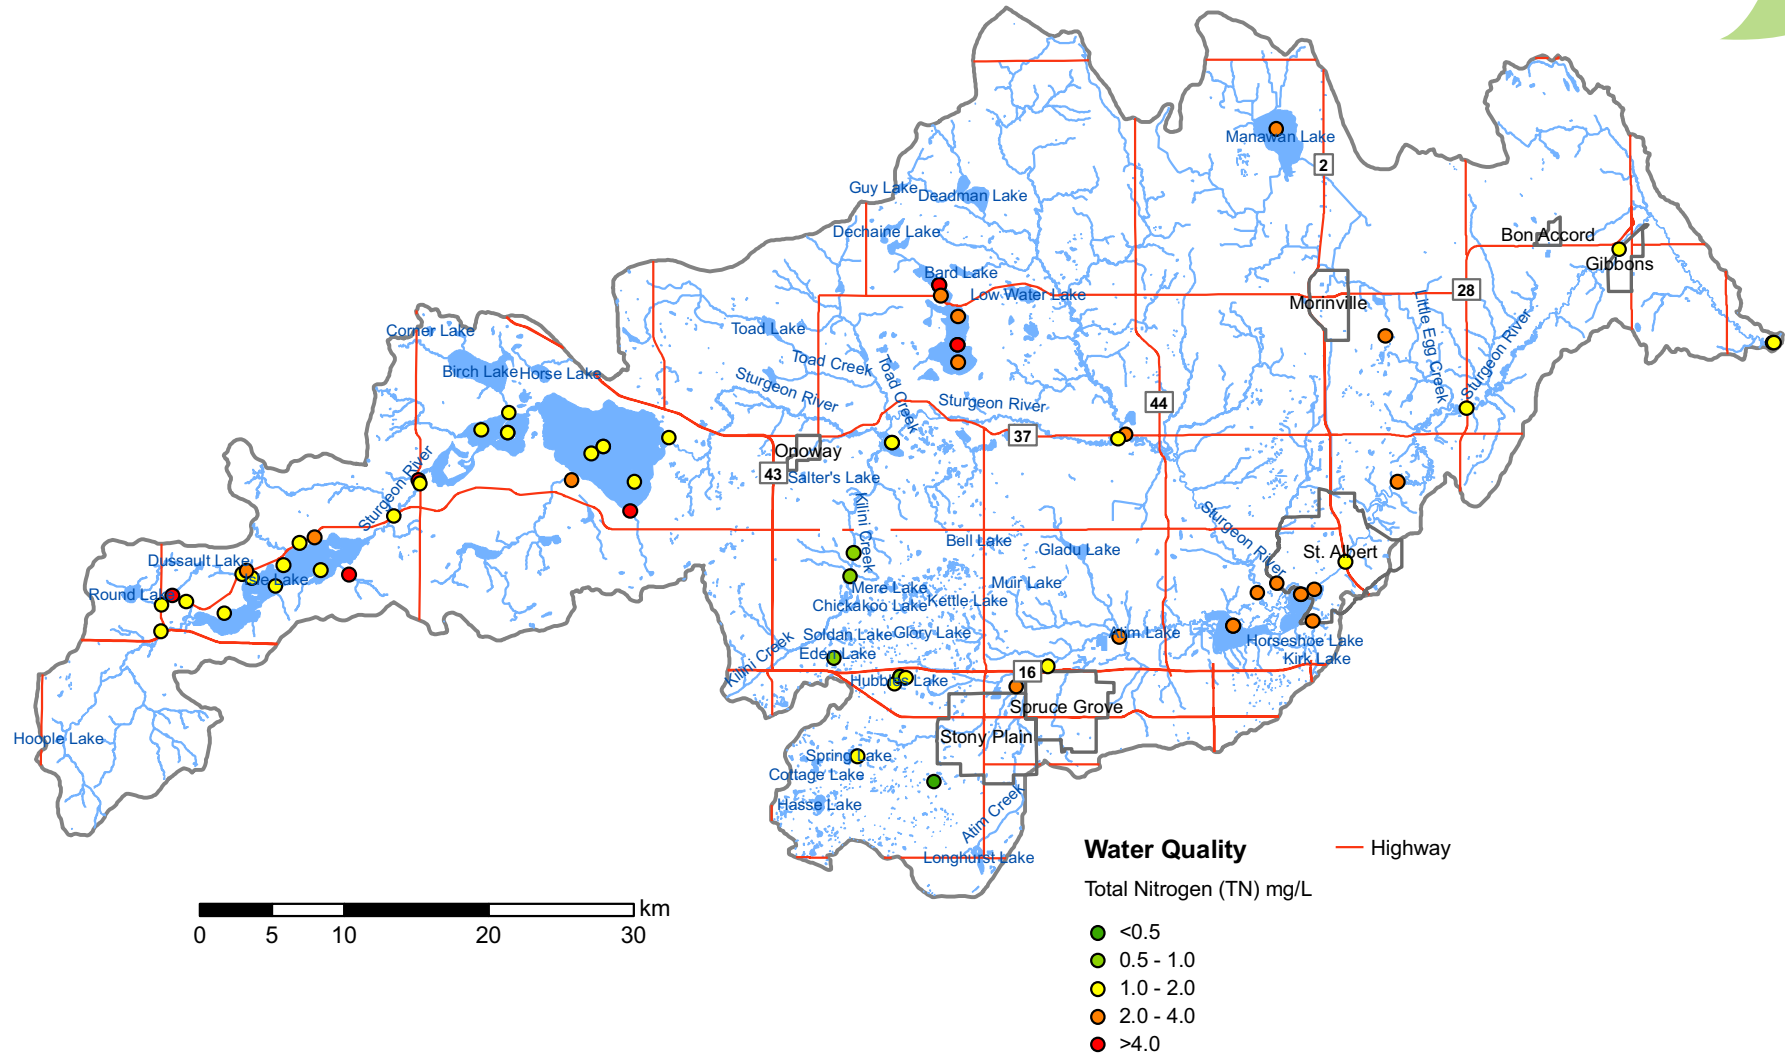 Manawan Lake
2
Guy Lake
Deadman Lake
Dechaine Lake
Bon Accord
Gibbons
Bard Lake
Low Water Lake
28
Morinville
Little Egg Creek
Sturgeon River
Corner Lake
Toad Lake
Birch Lake
Horse Lake
Toad Creek
Toad Creek
Sturgeon River
Sturgeon River
44
37
Onoway
43
Salter's Lake
Sturgeon River
Kilini Creek
Sturgeon River
Bell Lake
Gladu Lake
St. Albert
Dussault Lake
Isle Lake
Round Lake
Mere Lake
Muir Lake
Chickakoo Lake
Kettle Lake
Soldan Lake
Glory Lake
Atim Lake
Horseshoe Lake
Kirk Lake
Eden Lake
Kilini Creek
16
Hubbles Lake
Spruce Grove
Stony Plain
Hoople Lake
Spring Lake
Cottage Lake
Hasse Lake
Atim Creek
Longhurst Lake
Water Quality
Highway
Total Nitrogen (TN) mg/L
<0.5
0.5 - 1.0
1.0 - 2.0
2.0 - 4.0
>4.0
km
0 5 10 20 30